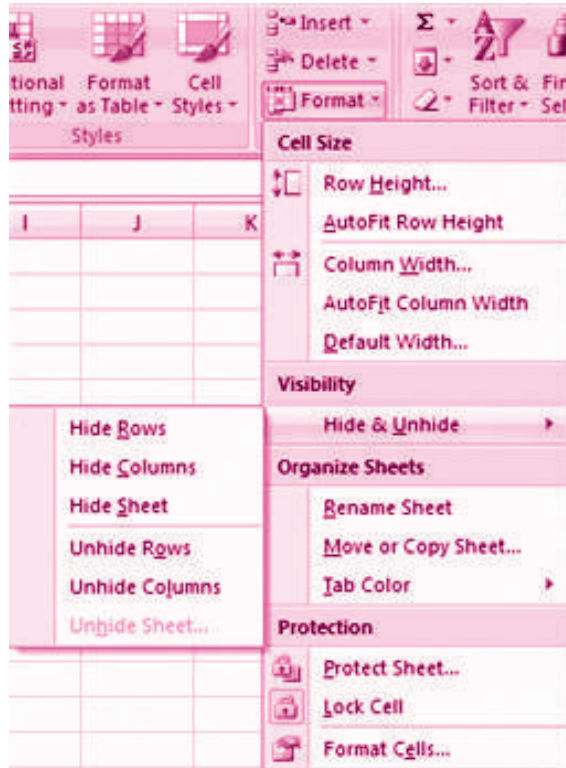 Insert
Σ
Delete
tional Format Cell
Sort & Fin
tting as Table Styles
Format
Filter Sel
Styles
Cell Size
Row Height...
I J K
AutoFit Row Height
Column Width...
AutoFit Column Width
Default Width...
Visibility
Hide Rows
Hide & Unhide
Hide Columns
Organize Sheets
Hide Sheet
Rename Sheet
Unhide Rows
Move or Copy Sheet...
Unhide Columns
Tab Color
Unhide Sheet...
Protection
Protect Sheet...
Lock Cell
Format Cells...